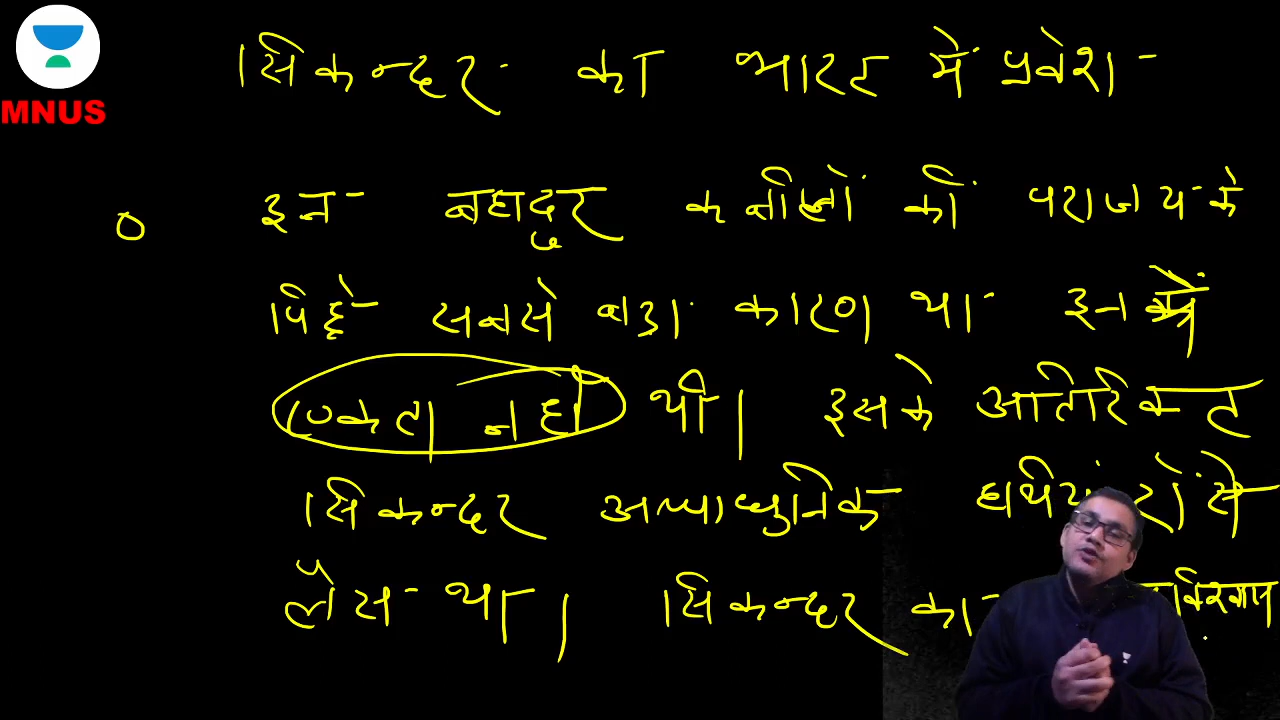 MNUS
सिकन्दर का भारत में प्रवेश -
इन बहादुर कबीलों की पराजय के
पिछे सबसे बड़ा कारण था इनमें
एकता नहीं थी। इसके अतिरिक्त
सिकन्दर अत्याधुनिक हथियारों से
लैस था। सिकन्दर का